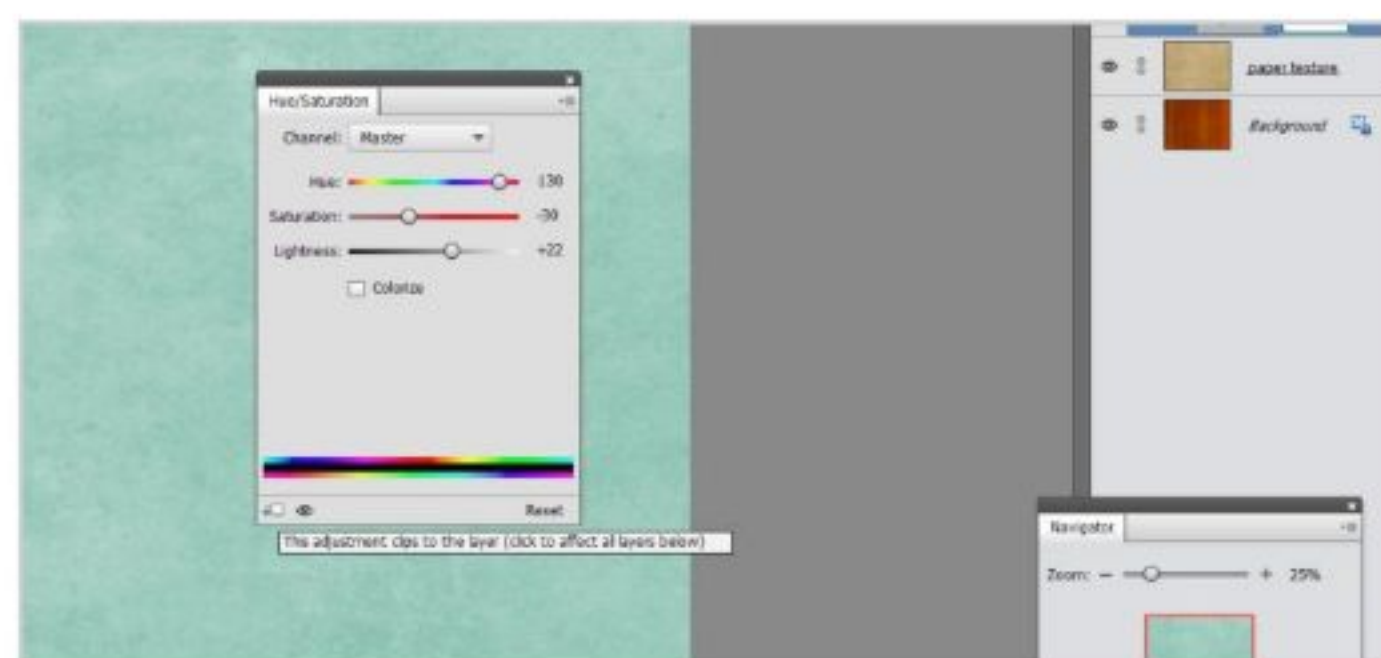 Hue/Saturation
Channel: Master
Hue: 130
Saturation: -30
Lightness: +22
Colorize
Reset
This adjustment clips to the layer (click to affect all layers below)
paper texture
Background
Navigator
Zoom: − + 25%